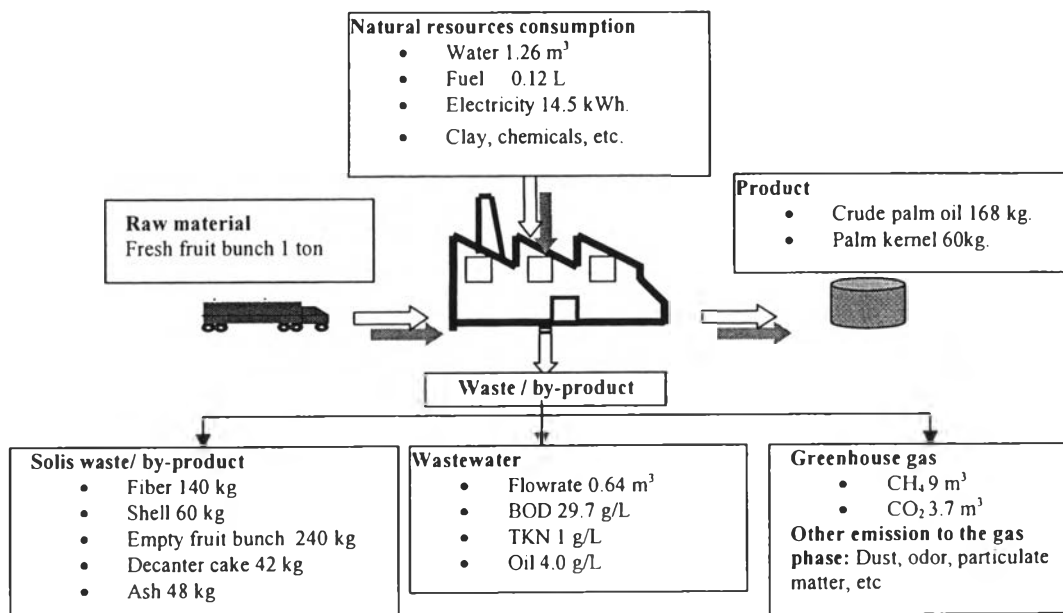 Natural resources consumption
• Water 1.26 m³
• Fuel 0.12 L
• Electricity 14.5 kWh.
• Clay, chemicals, etc.
Raw material
Fresh fruit bunch 1 ton
Product
• Crude palm oil 168 kg.
• Palm kernel 60kg.
Waste / by-product
Solis waste/ by-product
• Fiber 140 kg
• Shell 60 kg
• Empty fruit bunch 240 kg
• Decanter cake 42 kg
• Ash 48 kg
Wastewater
• Flowrate 0.64 m³
• BOD 29.7 g/L
• TKN 1 g/L
• Oil 4.0 g/L
Greenhouse gas
• CH₄ 9 m³
• CO₂ 3.7 m³
Other emission to the gas
phase: Dust, odor, particulate
matter, etc